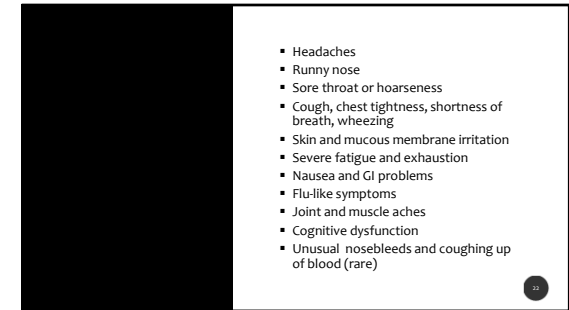 ▪ Headaches
▪ Runny nose
▪ Sore throat or hoarseness
▪ Cough, chest tightness, shortness of
breath, wheezing
▪ Skin and mucous membrane irritation
▪ Severe fatigue and exhaustion
▪ Nausea and GI problems
▪ Flu-like symptoms
▪ Joint and muscle aches
▪ Cognitive dysfunction
▪ Unusual nosebleeds and coughing up
of blood (rare)
22